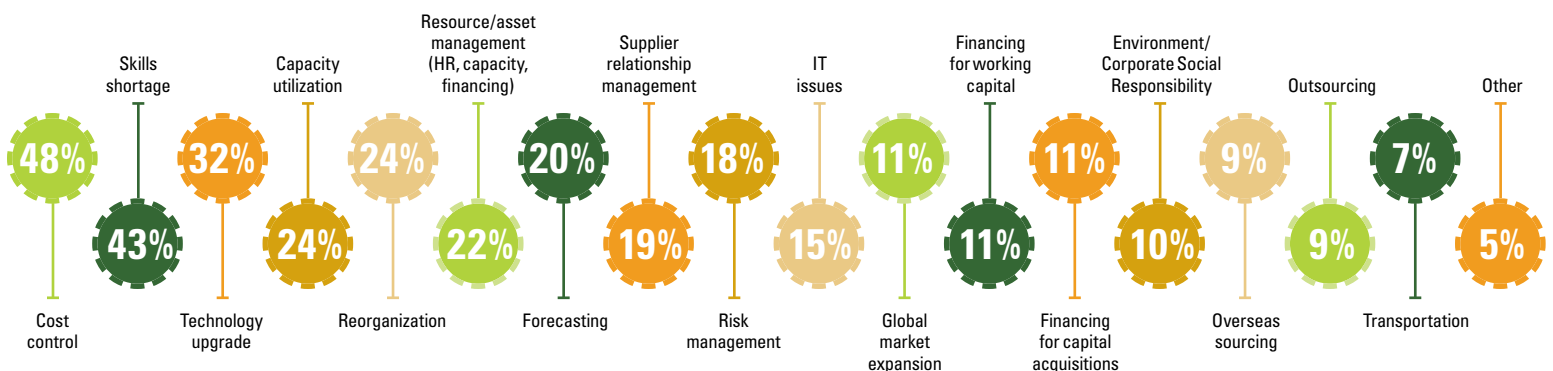 Cost
control
48%
Skills
shortage
43%
Technology
upgrade
32%
Capacity
utilization
24%
Reorganization
24%
Resource/asset
management
(HR, capacity,
financing)
22%
Forecasting
20%
Supplier
relationship
management
19%
Risk
management
18%
IT
issues
15%
Global
market
expansion
11%
Financing
for working
capital
11%
Financing
for capital
acquisitions
11%
Environment/
Corporate Social
Responsibility
10%
Overseas
sourcing
9%
Outsourcing
9%
Transportation
7%
Other
5%